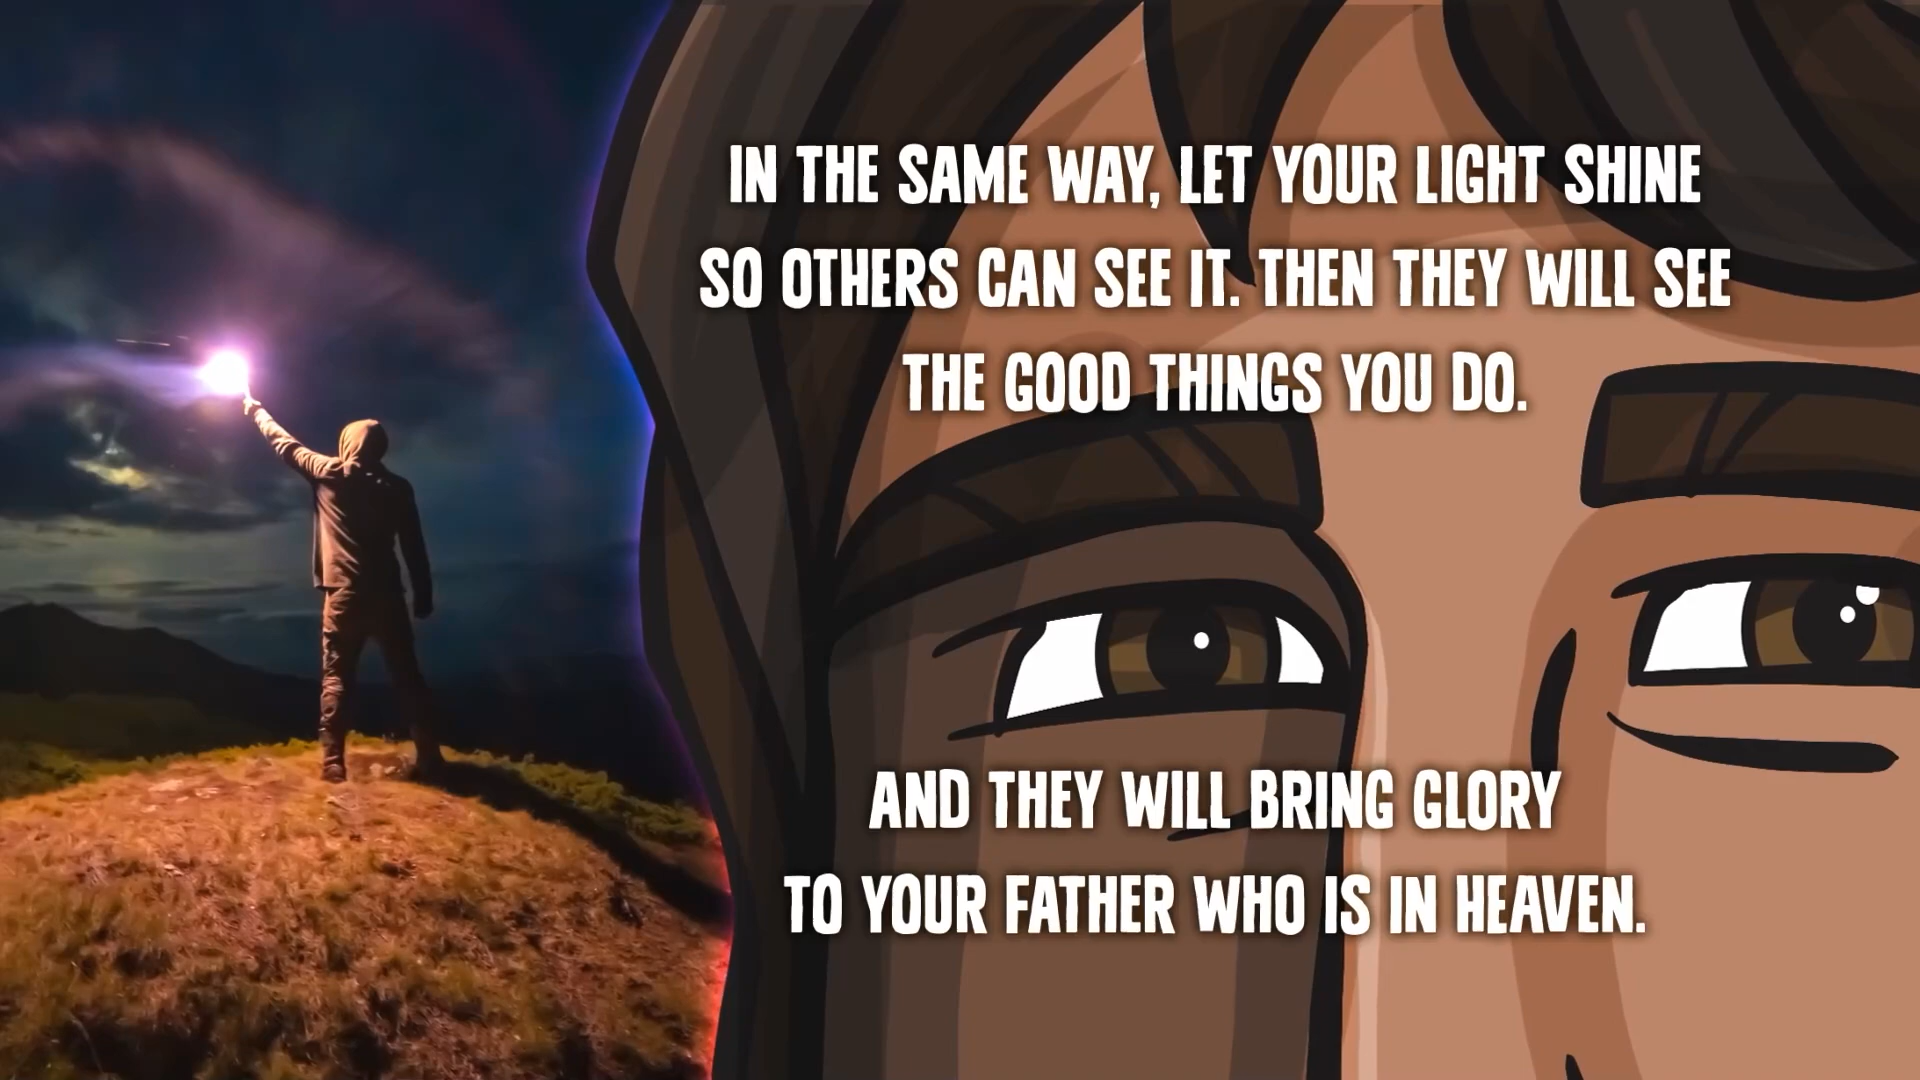 IN THE SAME WAY, LET YOUR LIGHT SHINE
SO OTHERS CAN SEE IT. THEN THEY WILL SEE
THE GOOD THINGS YOU DO.
AND THEY WILL BRING GLORY
TO YOUR FATHER WHO IS IN HEAVEN.